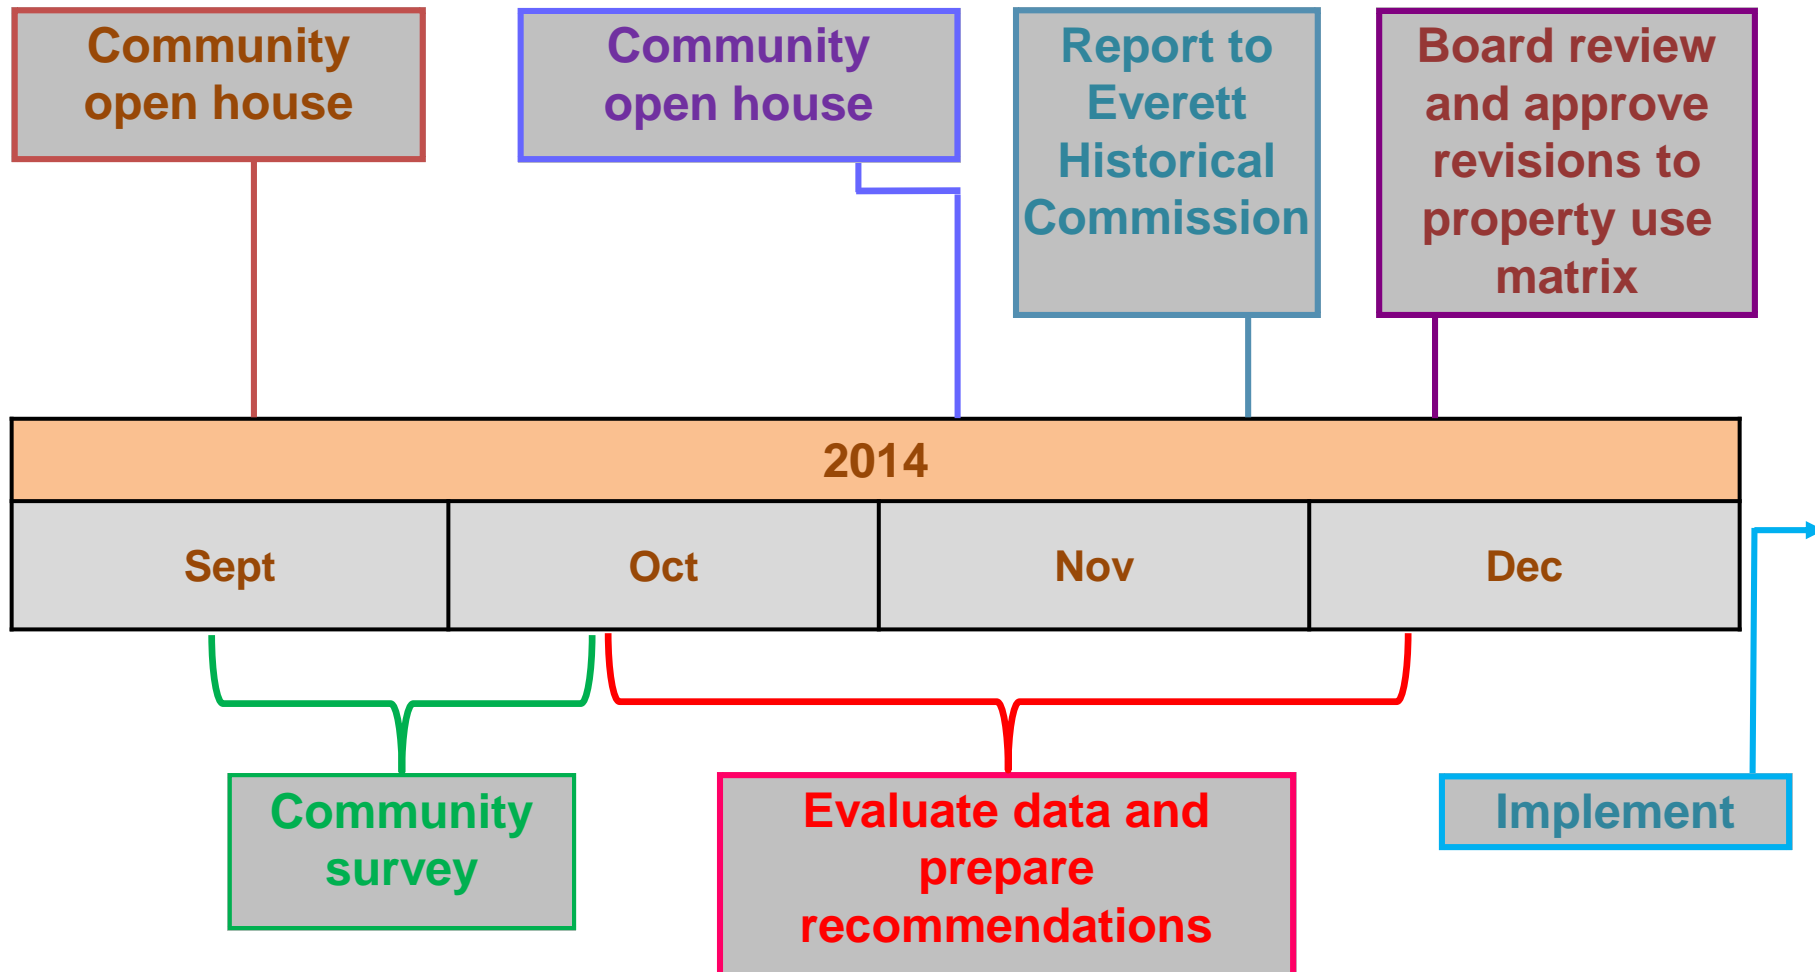 Community
open house
Community
open house
Report to
Everett
Historical
Commission
Board review
and approve
revisions to
property use
matrix
2014
Sept
Oct
Nov
Dec
Community
survey
Evaluate data and
prepare
recommendations
Implement